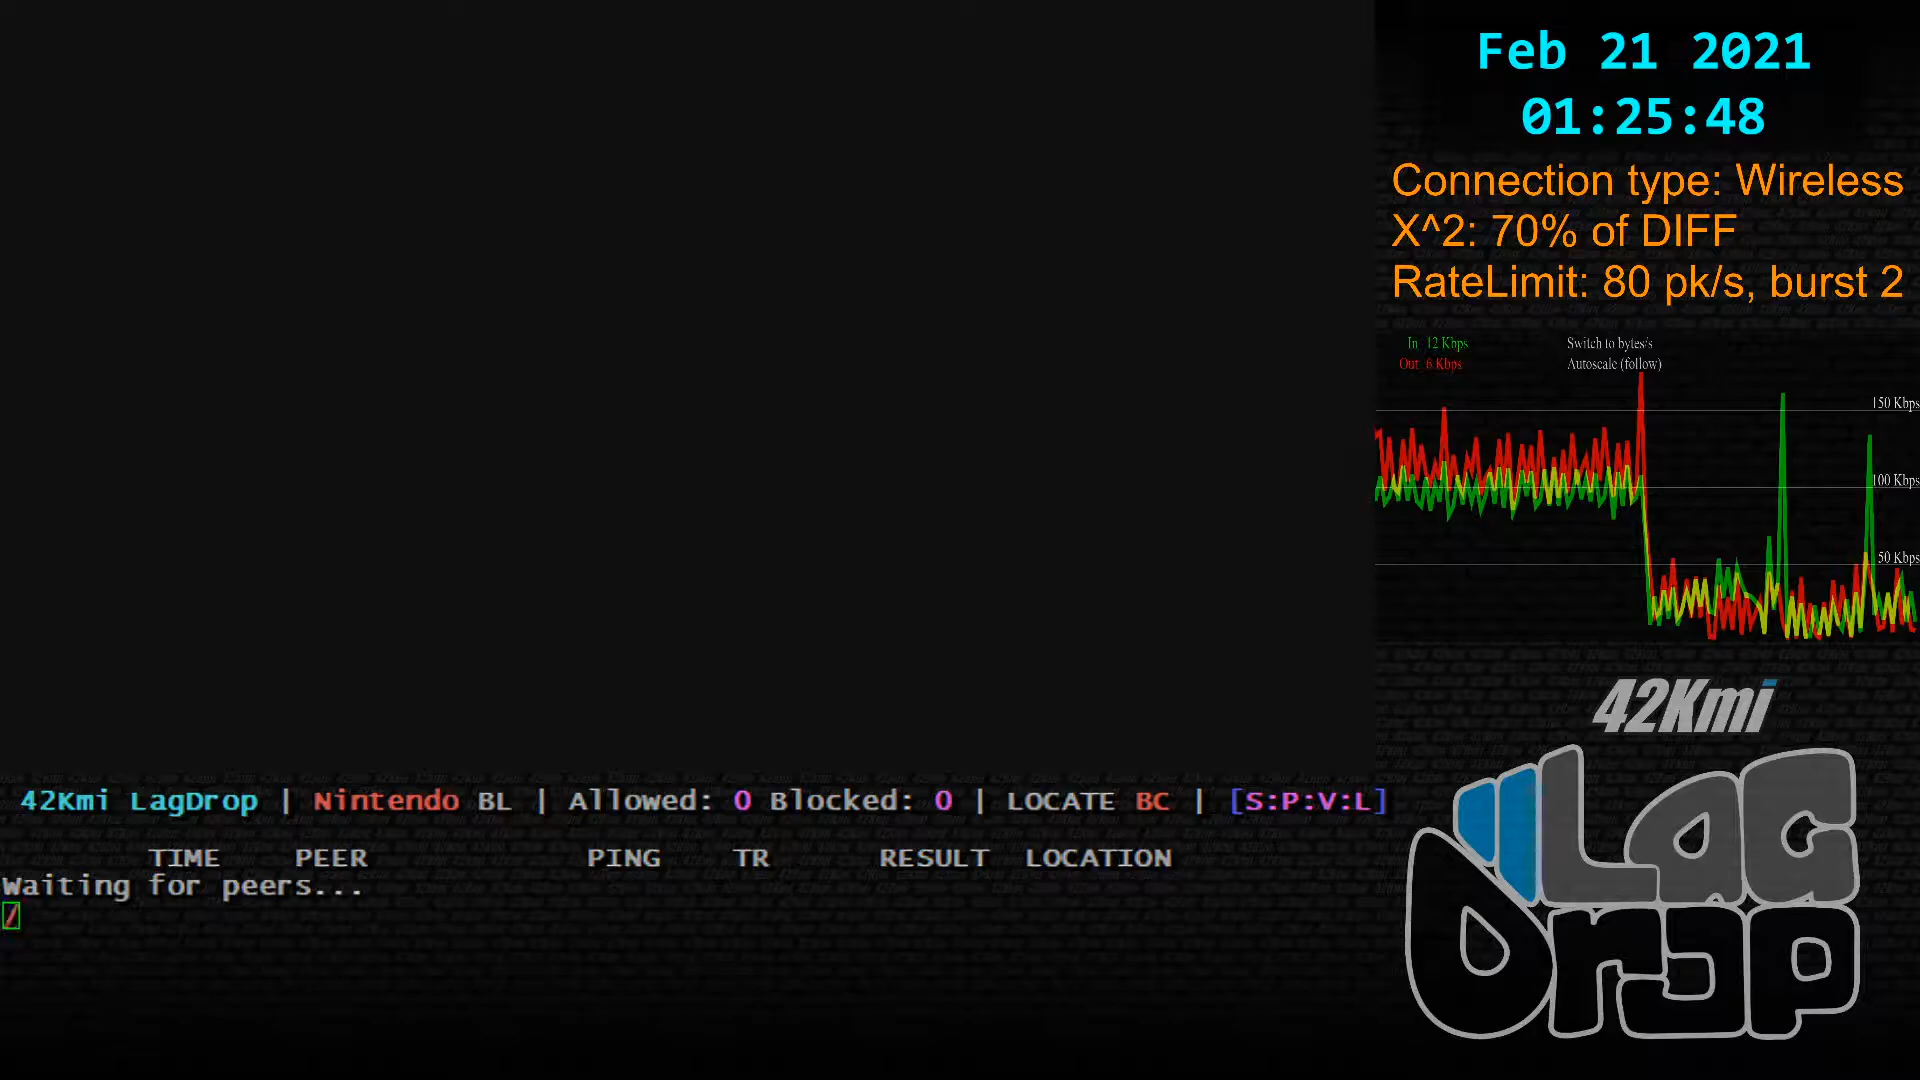 Feb 21 2021
01:25:48
Connection type: Wireless
X^2: 70% of DIFF
RateLimit: 80 pk/s, burst 2
In 12 Kbps
Switch to bytes/s
Out 6 Kbps
Autoscale (follow)
150 Kbps
100 Kbps
50 Kbps
42Kmi
LAG
Drop
42Kmi LagDrop | Nintendo BL | Allowed: 0 Blocked: 0 | LOCATE BC | [S:P:V:L]
TIME PEER PING TR RESULT LOCATION
Waiting for peers...
/